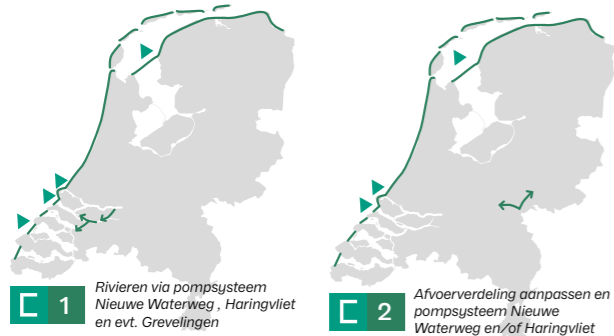 1
Rivieren via pompsysteem
Nieuwe Waterweg , Haringvliet
en evt. Grevelingen
2
Afvoerverdeling aanpassen en
pompsysteem Nieuwe
Waterweg en/of Haringvliet